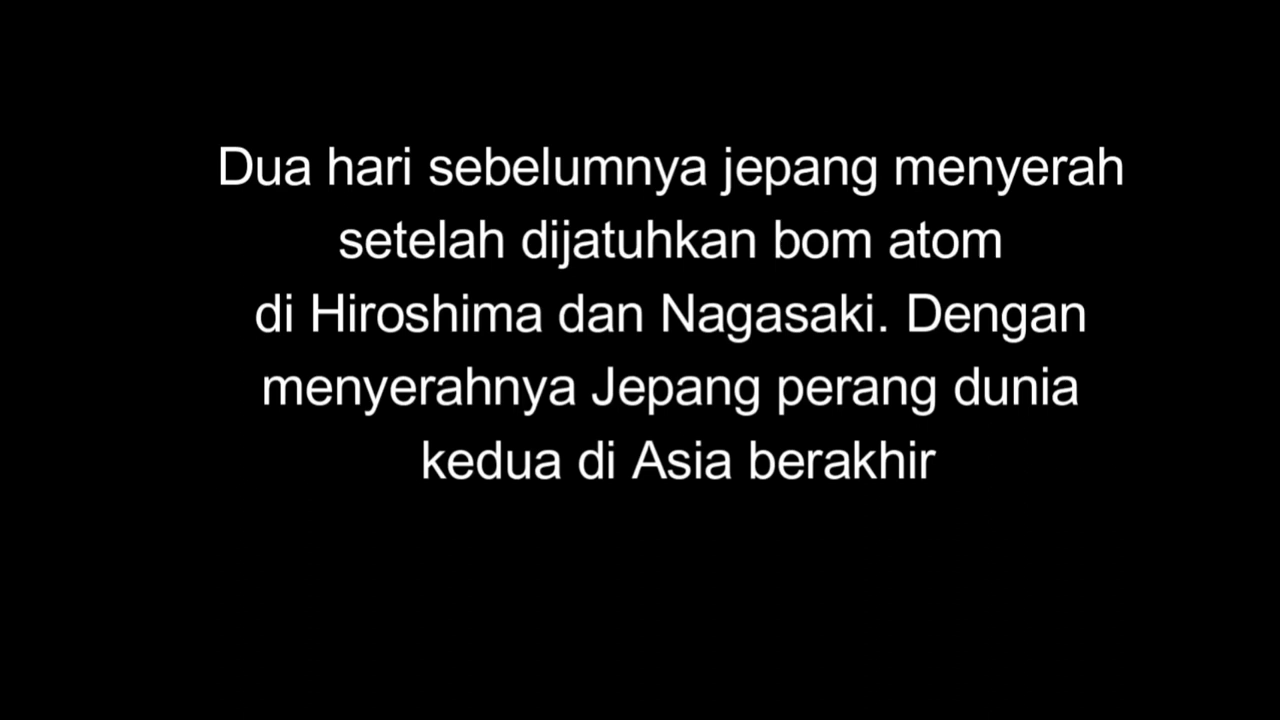 Dua hari sebelumnya jepang menyerah
setelah dijatuhkan bom atom
di Hiroshima dan Nagasaki. Dengan
menyerahnya Jepang perang dunia
kedua di Asia berakhir